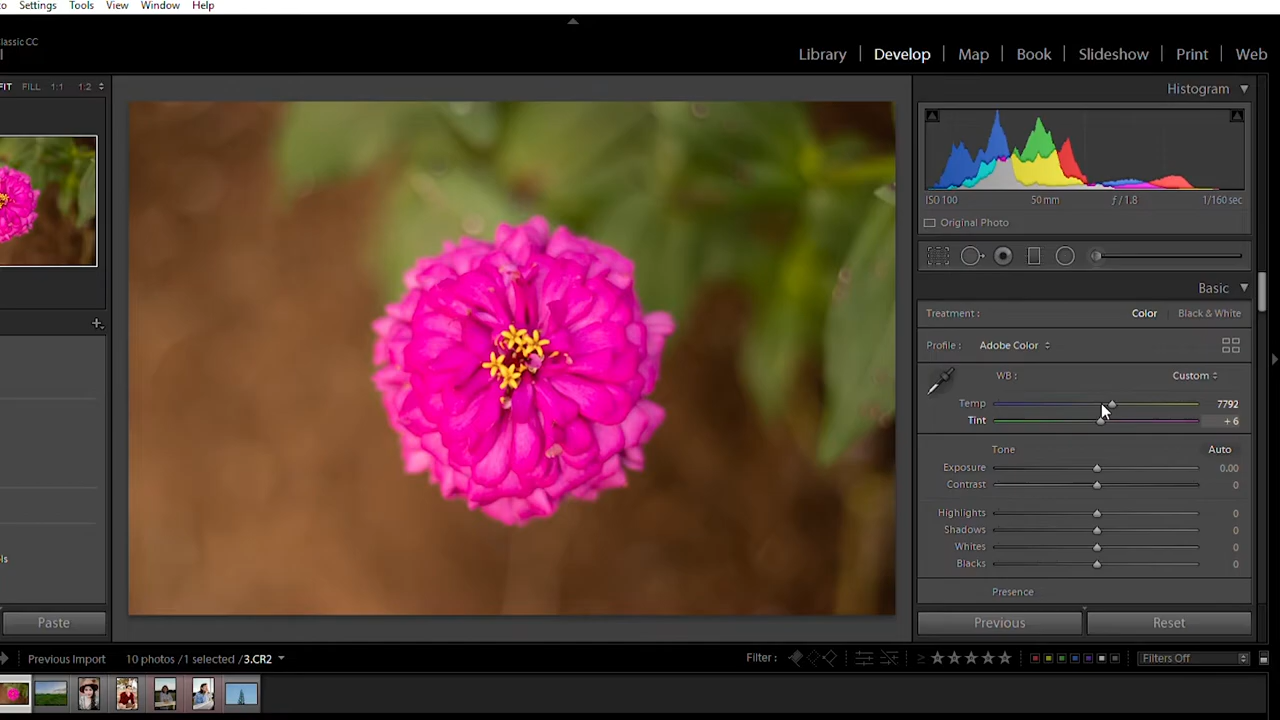 Settings Tools View Window Help
lassic CC
Library Develop Map Book Slideshow Print Web
FIT FILL 1:1 1:2
Histogram
ISO 100 50 mm ƒ / 1.8 1/160 sec
Original Photo
Basic
Treatment : Color Black & White
Profile : Adobe Color
WB : Custom
Temp 7792
Tint + 6
Tone Auto
Exposure 0.00
Contrast 0
Highlights 0
Shadows 0
Whites 0
Blacks 0
Presence
Paste
Previous Reset
Previous Import 10 photos /1 selected /3.CR2
Filter : Filters Off